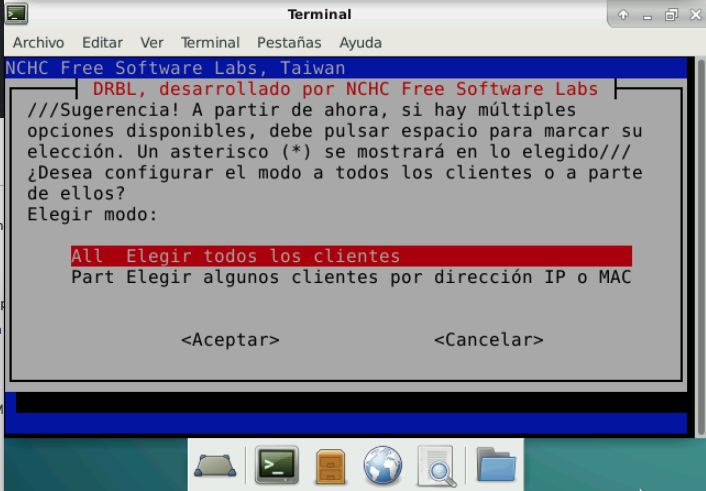 Terminal
Archivo Editar Ver Terminal Pestañas Ayuda
NCHC Free Software Labs, Taiwan
DRBL, desarrollado por NCHC Free Software Labs
///Sugerencia! A partir de ahora, si hay múltiples
opciones disponibles, debe pulsar espacio para marcar su
elección. Un asterisco (*) se mostrará en lo elegido///
¿Desea configurar el modo a todos los clientes o a parte
de ellos?
Elegir modo:
All Elegir todos los clientes
Part Elegir algunos clientes por dirección IP o MAC
<Aceptar> <Cancelar>